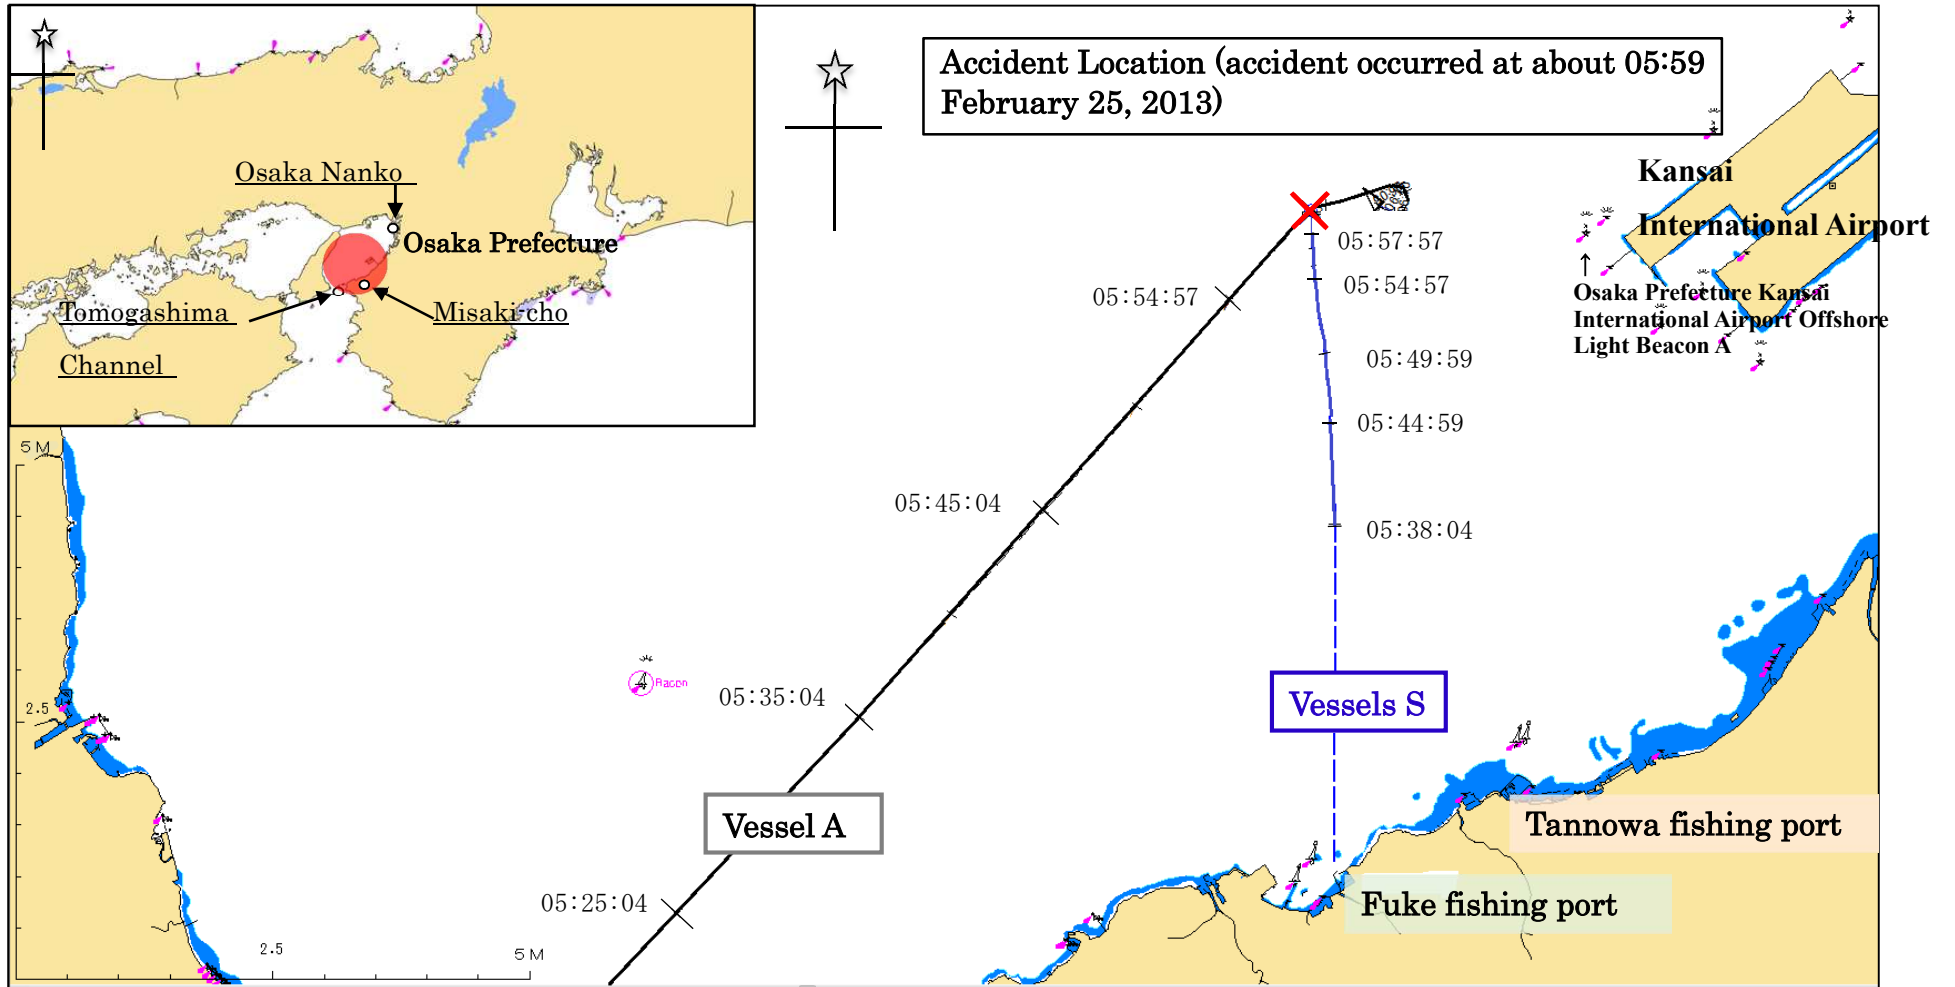 Accident Location (accident occurred at about 05:59
February 25, 2013)
Osaka Nanko
Osaka Prefecture
Tomogashima
Channel
Misaki cho
Kansai
International Airport
Osaka Prefecture Kansai
International Airport Offshore
Light Beacon A
05:57:57
05:54:57
05:54:57
05:49:59
05:44:59
05:45:04
05:38:04
5 M
Racon
05:35:04
2.5
Vessels S
Vessel A
Tannowa fishing port
05:25:04
Fuke fishing port
2.5
5 M